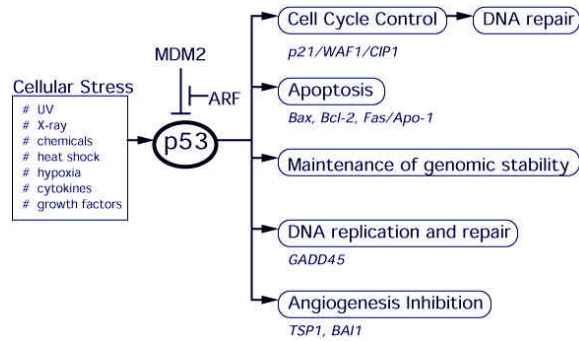 Cell Cycle Control
DNA repair
p21/WAF1/CIP1
MDM2
ARF
Cellular Stress
# UV
# X-ray
# chemicals
# heat shock
# hypoxia
# cytokines
# growth factors
p53
Apoptosis
Bax, Bcl-2, Fas/Apo-1
Maintenance of genomic stability
DNA replication and repair
GADD45
Angiogenesis Inhibition
TSP1, BAI1